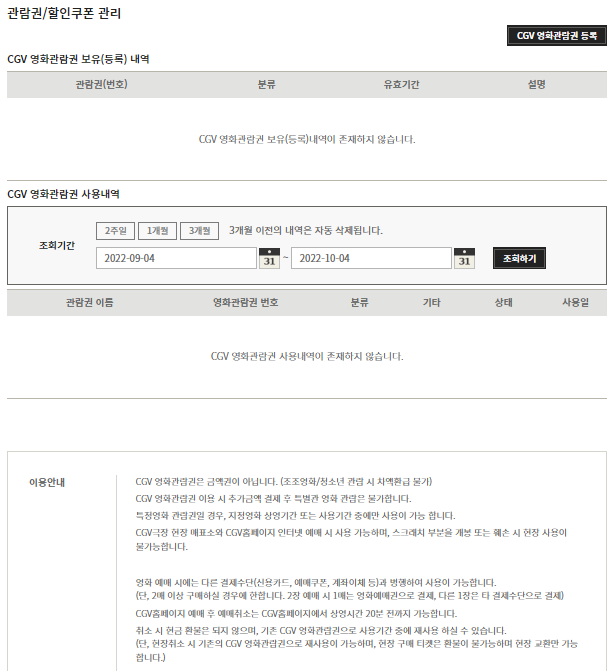 관람권/할인쿠폰 관리
CGV 영화관람권 등록
CGV 영화관람권 보유(등록) 내역
관람권(번호) 분류 유효기간 설명
CGV 영화관람권 보유(등록)내역이 존재하지 않습니다.
CGV 영화관람권 사용내역
2주일 1개월 3개월 3개월 이전의 내역은 자동 삭제됩니다.
조회기간
2022-09-04 31 ~ 2022-10-04 31 조회하기
관람권 이름 영화관람권 번호 분류 기타 상태 사용일
CGV 영화관람권 사용내역이 존재하지 않습니다.
이용안내
CGV 영화관람권은 금액권이 아닙니다. (조조영화/청소년 관람 시 차액환급 불가)
CGV 영화관람권 이용 시 추가금액 결제 후 특별관 영화 관람은 불가합니다.
특정영화 관람권일 경우, 지정영화 상영기간 또는 사용기간 중에만 사용이 가능 합니다.
CGV극장 현장 매표소와 CGV홈페이지 인터넷 예매 시 사용 가능하며, 스크래치 부분을 개봉 또는 훼손 시 현장 사용이
불가능합니다.
영화 예매 시에는 다른 결제수단(신용카드, 예매쿠폰, 계좌이체 등)과 병행하여 사용이 가능합니다.
(단, 2매 이상 구매하실 경우에 한합니다. 2장 예매 시 1매는 영화예매권으로 결제, 다른 1장은 타 결제수단으로 결제)
CGV홈페이지 예매 후 예매취소는 CGV홈페이지에서 상영시간 20분 전까지 가능합니다.
취소 시 현금 환불은 되지 않으며, 기존 CGV 영화관람권으로 사용기간 중에 재사용 하실 수 있습니다.
(단, 현장취소 시 기존의 CGV 영화관람권으로 재사용이 가능하며, 현장 구매 티켓은 환불이 불가능하며 현장 교환만 가능
합니다.)